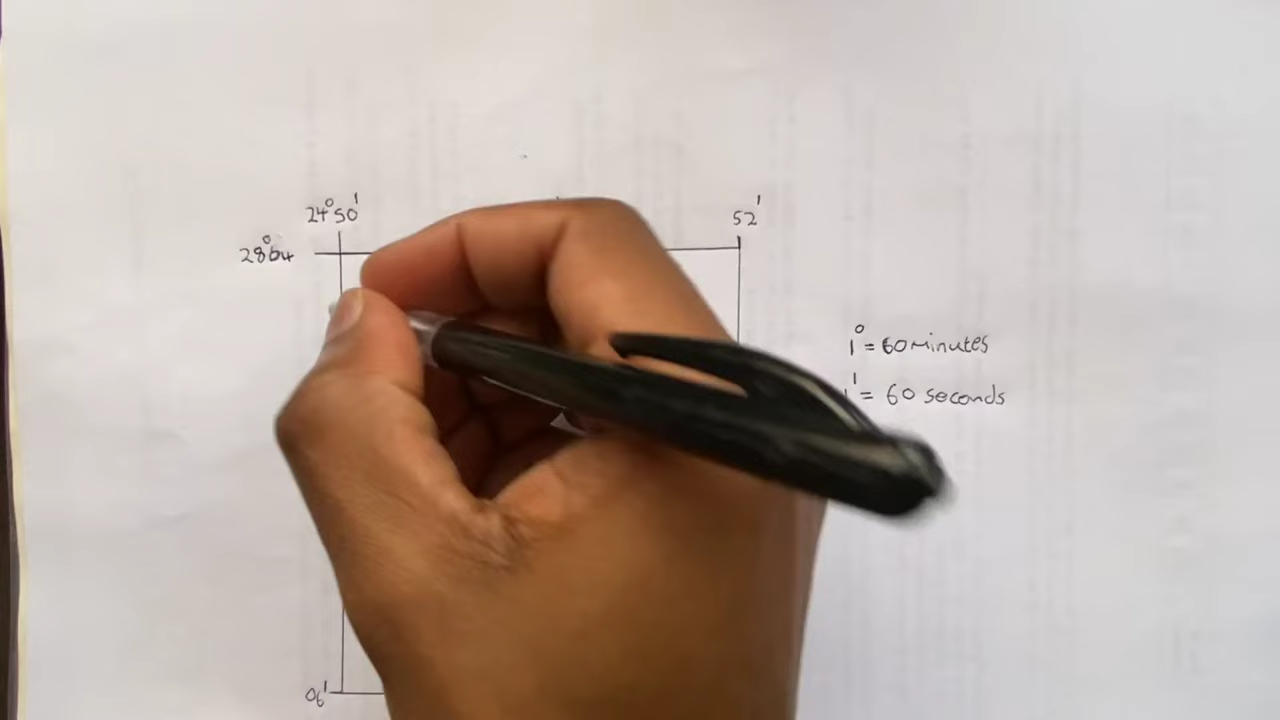 24°50'
52'
28°04
1° = 60 minutes
1' = 60 seconds
06'